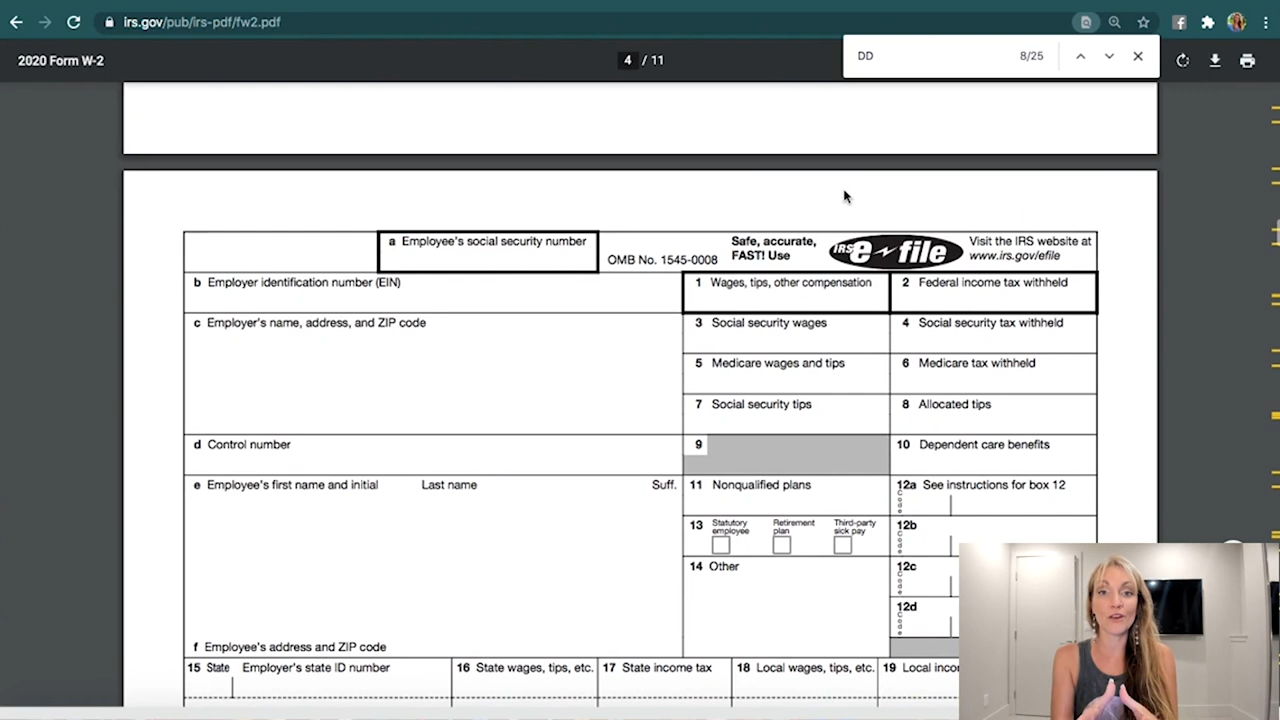 irs.gov/pub/irs-pdf/fw2.pdf
DD 8/25
2020 Form W-2 4 / 11
a Employee's social security number
OMB No. 1545-0008
Safe, accurate,
FAST! Use
IRS e-file
Visit the IRS website at
www.irs.gov/efile
b Employer identification number (EIN)
1 Wages, tips, other compensation
2 Federal income tax withheld
c Employer's name, address, and ZIP code
3 Social security wages
4 Social security tax withheld
5 Medicare wages and tips
6 Medicare tax withheld
7 Social security tips
8 Allocated tips
d Control number
9
10 Dependent care benefits
e Employee's first name and initial Last name Suff.
11 Nonqualified plans
12a See instructions for box 12
Code
13 Statutory employee Retirement plan Third-party sick pay
12b
Code
14 Other
12c
Code
12d
Code
f Employee's address and ZIP code
15 State Employer's state ID number
16 State wages, tips, etc.
17 State income tax
18 Local wages, tips, etc.
19 Local inco